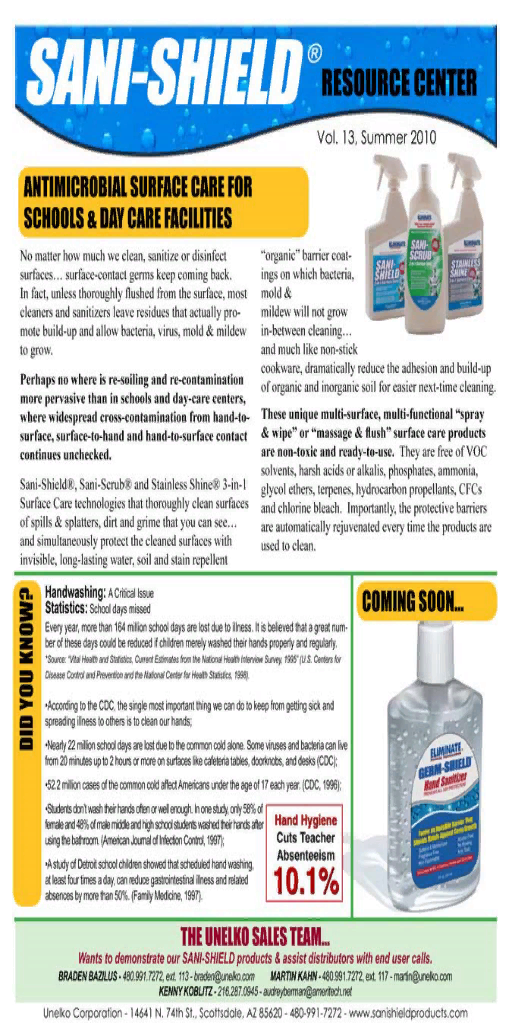 SANI-SHIELD® RESOURCE CENTER
Vol. 13, Summer 2010
ANTIMICROBIAL SURFACE CARE FOR
SCHOOLS & DAY CARE FACILITIES
No matter how much we clean, sanitize or disinfect
surfaces… surface-contact germs keep coming back.
In fact, unless thoroughly flushed from the surface, most
cleaners and sanitizers leave residues that actually pro-
mote build-up and allow bacteria, virus, mold & mildew
to grow.
Perhaps no where is re-soiling and re-contamination
more pervasive than in schools and day-care centers,
where widespread cross-contamination from hand-to-
surface, surface-to-hand and hand-to-surface contact
continues unchecked.
Sani-Shield®, Sani-Scrub® and Stainless Shine® 3-in-1
Surface Care technologies that thoroughly clean surfaces
of spills & splatters, dirt and grime that you can see…
and simultaneously protect the cleaned surfaces with
invisible, long-lasting water, soil and stain repellent
"organic" barrier coat-
ings on which bacteria,
mold &
mildew will not grow
in-between cleaning…
and much like non-stick
cookware, dramatically reduce the adhesion and build-up
of organic and inorganic soil for easier next-time cleaning.
These unique multi-surface, multi-functional "spray
& wipe" or "massage & flush" surface care products
are non-toxic and ready-to-use. They are free of VOC
solvents, harsh acids or alkalis, phosphates, ammonia,
glycol ethers, terpenes, hydrocarbon propellants, CFCs
and chlorine bleach. Importantly, the protective barriers
are automatically rejuvenated every time the products are
used to clean.
ELIMINATE
SANI-
SHIELD
ELIMINATE
SANI-
SCRUB
ELIMINATE
STAINLESS
SHINE
DID YOU KNOW?
Handwashing: A Critical Issue
Statistics: School days missed
Every year, more than 164 million school days are lost due to illness. It is believed that a great num-
ber of these days could be reduced if children merely washed their hands properly and regularly.
*Source: "Vital Health and Statistics, Current Estimates from the National Health Interview Survey, 1995" (U.S. Centers for
Disease Control and Prevention and the National Center for Health Statistics, 1998).
•According to the CDC, the single most important thing we can do to keep from getting sick and
spreading illness to others is to clean our hands;
•Nearly 22 million school days are lost due to the common cold alone. Some viruses and bacteria can live
from 20 minutes up to 2 hours or more on surfaces like cafeteria tables, doorknobs, and desks (CDC);
•52.2 million cases of the common cold affect Americans under the age of 17 each year. (CDC, 1996);
•Students don't wash their hands often or well enough. In one study, only 58% of
female and 48% of male middle and high school students washed their hands after
using the bathroom. (American Journal of Infection Control, 1997);
•A study of Detroit school children showed that scheduled hand washing,
at least four times a day, can reduce gastrointestinal illness and related
absences by more than 50%. (Family Medicine, 1997).
Hand Hygiene
Cuts Teacher
Absenteeism
10.1%
COMING SOON...
ELIMINATE
GERM-SHIELD
Hand Sanitizer
THE UNELKO SALES TEAM...
Wants to demonstrate our SANI-SHIELD products & assist distributors with end user calls.
BRADEN BAZILUS - 480.991.7272, ext. 113 - braden@unelko.com MARTIN KAHN - 480.991.7272, ext. 117 - martin@unelko.com
KENNY KOBLITZ - 216.287.0945 - audreyberman@ameritech.net
Unelko Corporation - 14641 N. 74th St., Scottsdale, AZ 85620 - 480-991-7272 - www.sanishieldproducts.com